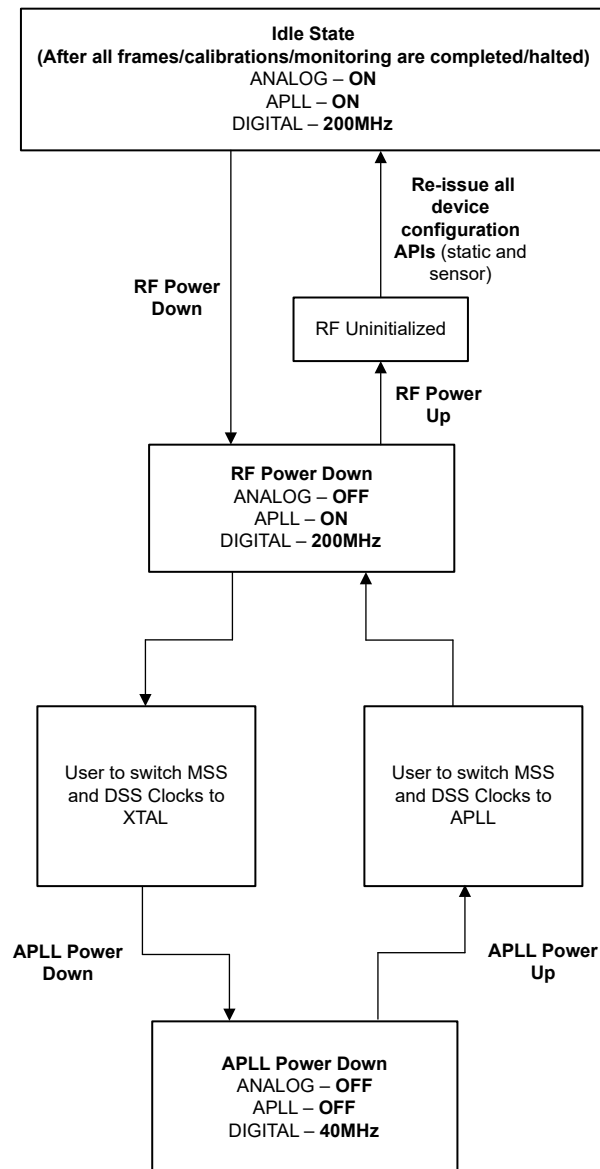 Idle State
(After all frames/calibrations/monitoring are completed/halted)
ANALOG – ON
APLL – ON
DIGITAL – 200MHz
Re-issue all
device
configuration
APIs (static and
sensor)
RF Power
Down
RF Uninitialized
RF Power
Up
RF Power Down
ANALOG – OFF
APLL – ON
DIGITAL – 200MHz
User to switch MSS
and DSS Clocks to
XTAL
User to switch MSS
and DSS Clocks to
APLL
APLL Power
Down
APLL Power
Up
APLL Power Down
ANALOG – OFF
APLL – OFF
DIGITAL – 40MHz